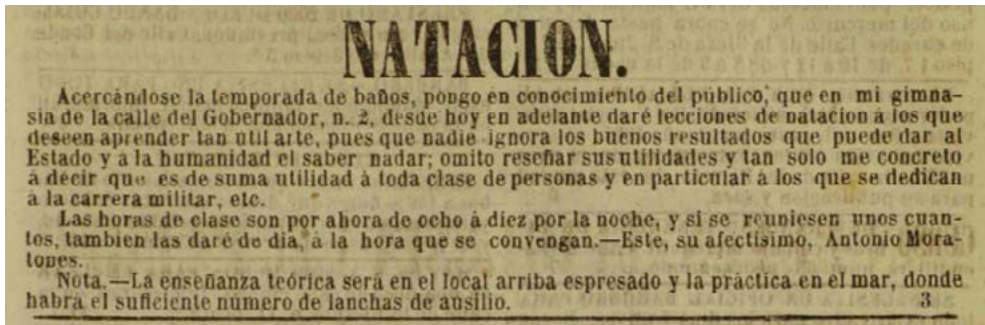 NATACION.
Acercándose la temporada de baños, pongo en conocimiento del público, que en mi gimna-
sia de la calle del Gobernador, n. 2, desde hoy en adelante daré lecciones de natacion á los que
deseen aprender tan util arte, pues que nadie ignora los buenos resultados que puede dar al
Estado y á la humanidad el saber nadar; omito reseñar sus utilidades y tan solo me concreto
á decir que es de suma utilidad á toda clase de personas y en particular á los que se dedican
á la carrera militar, etc.
Las horas de clase son por ahora de ocho á diez por la noche, y si se reuniesen unos cuan-
tos, tambien las daré de dia, á la hora que se convengan.—Este, su afectísimo, Antonio Mora-
tones.
Nota.—La enseñanza teórica será en el local arriba espresado y la práctica en el mar, donde
habrá el suficiente número de lanchas de ausilio. 3